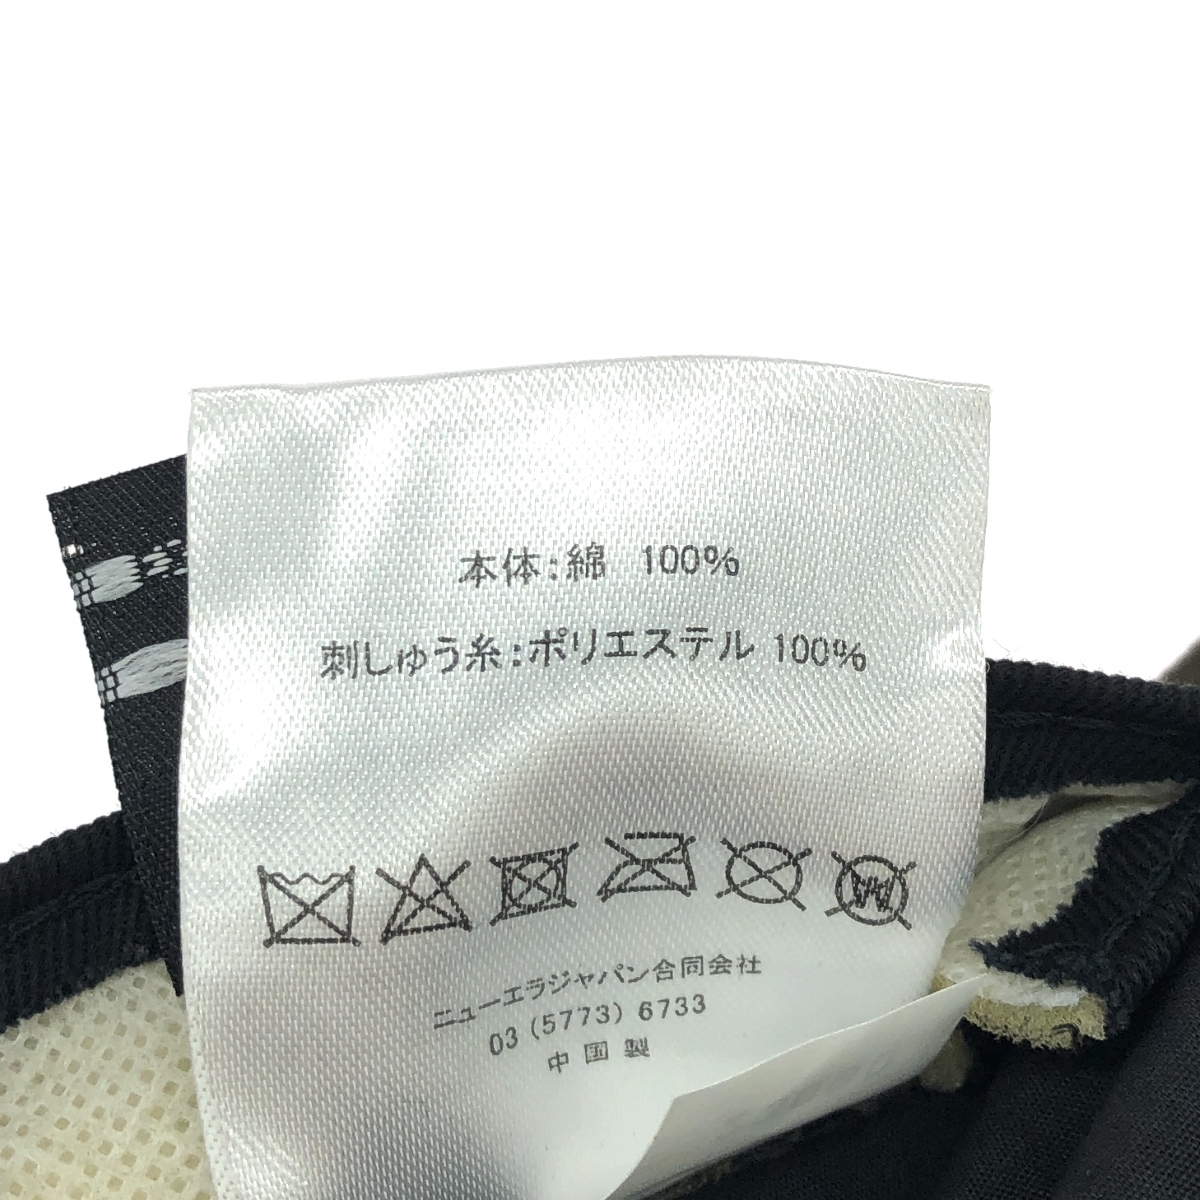 本体:綿 100%
刺しゅう糸:ポリエステル 100%
ニューエラジャパン合同会社
03 (5773) 6733
中国製